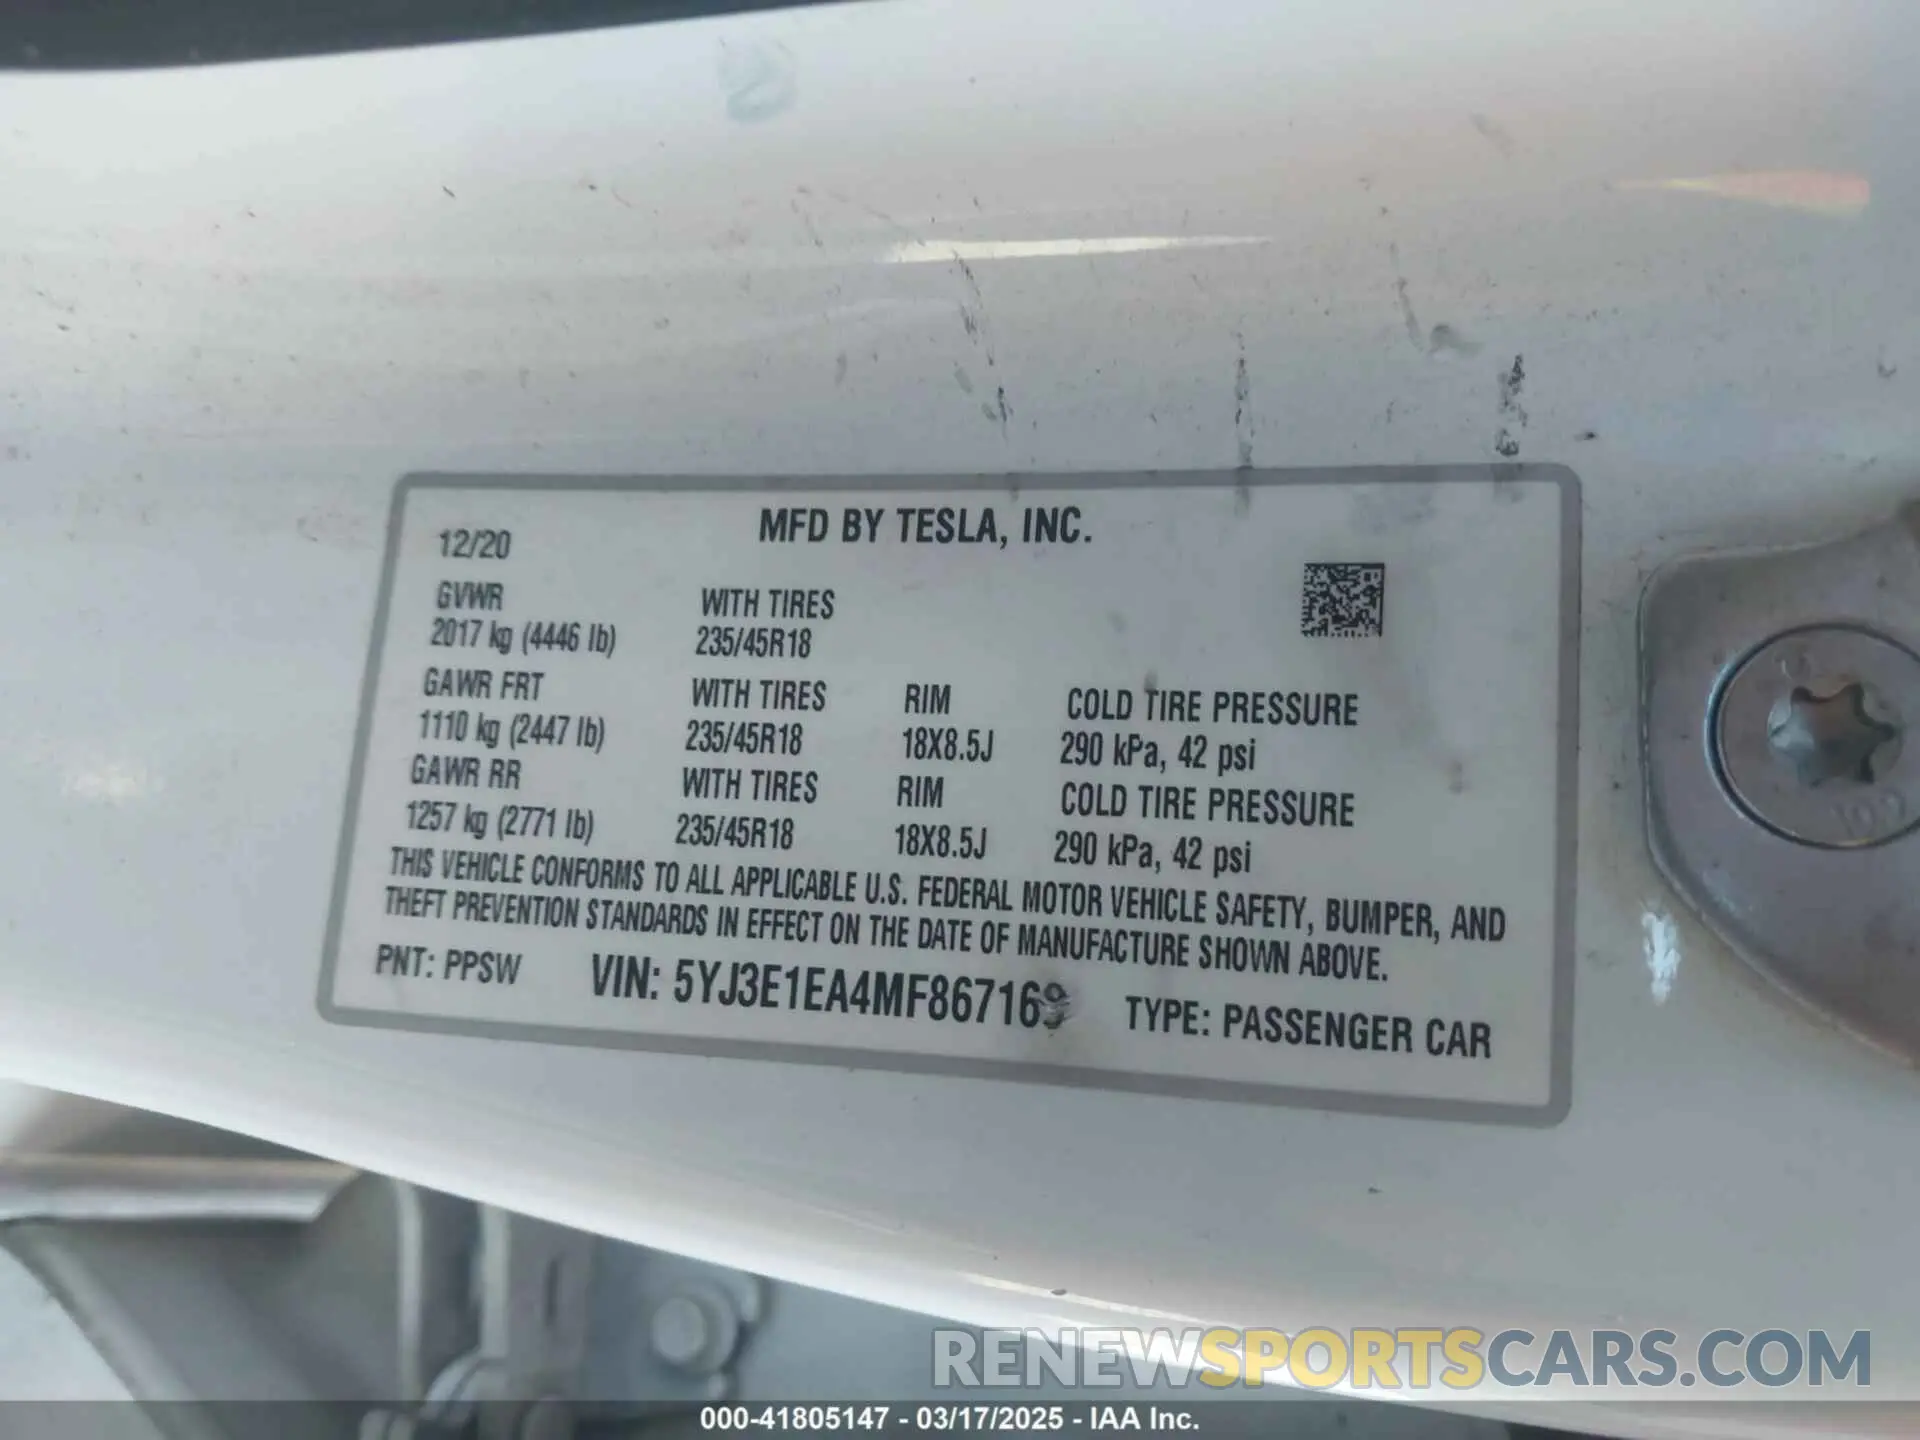 12/20
MFD BY TESLA, INC.
GVWR WITH TIRES
2017 kg (4446 lb) 235/45R18
GAWR FRT WITH TIRES RIM COLD TIRE PRESSURE
1110 kg (2447 lb) 235/45R18 18X8.5J 290 kPa, 42 psi
GAWR RR WITH TIRES RIM COLD TIRE PRESSURE
1257 kg (2771 lb) 235/45R18 18X8.5J 290 kPa, 42 psi
THIS VEHICLE CONFORMS TO ALL APPLICABLE U.S. FEDERAL MOTOR VEHICLE SAFETY, BUMPER, AND
THEFT PREVENTION STANDARDS IN EFFECT ON THE DATE OF MANUFACTURE SHOWN ABOVE.
PNT: PPSW VIN: 5YJ3E1EA4MF867169 TYPE: PASSENGER CAR
RENEWSPORTSCARS.COM
000-41805147 - 03/17/2025 - IAA Inc.